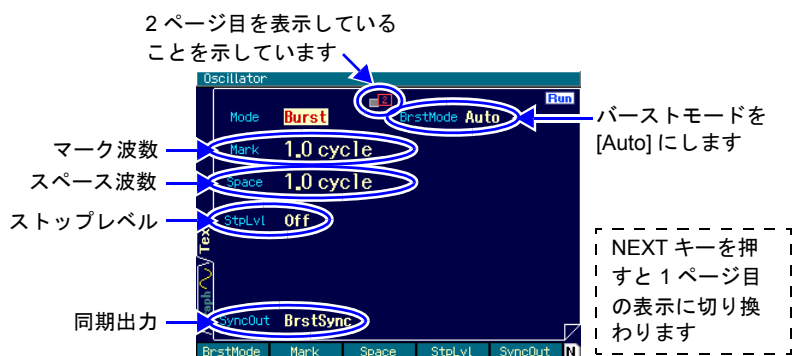 2 ページ目を表示している
ことを示しています
Oscillator
2
Run
Mode Burst
BrstMode Auto
バーストモードを
[Auto] にします
マーク波数
Mark 1.0 cycle
スペース波数
Space 1.0 cycle
ストップレベル
StpLvl Off
Text
Graph
NEXT キーを押
すと 1 ページ目
の表示に切り換
わります
同期出力
SyncOut BrstSync
BrstMode Mark Space StpLvl SyncOut N